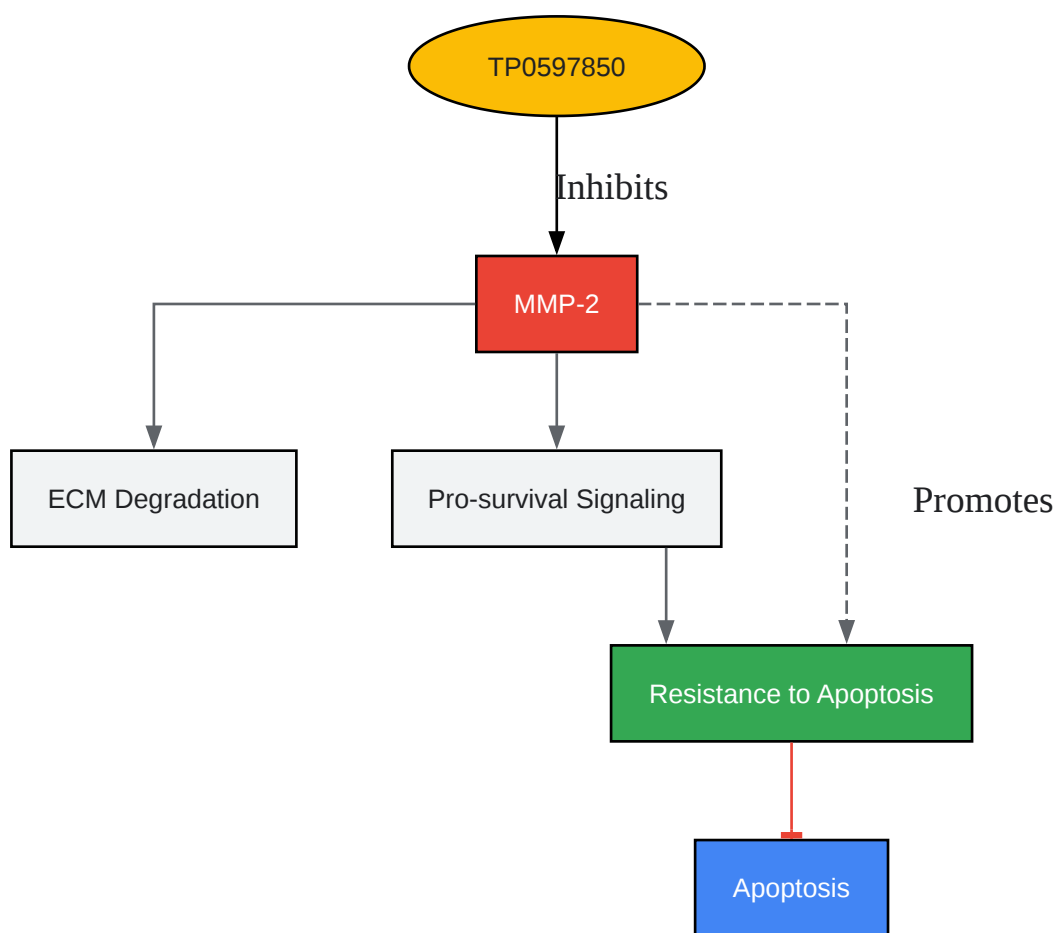 TP0597850
Inhibits
MMP-2
ECM Degradation
Pro-survival Signaling
Promotes
Resistance to Apoptosis
Apoptosis